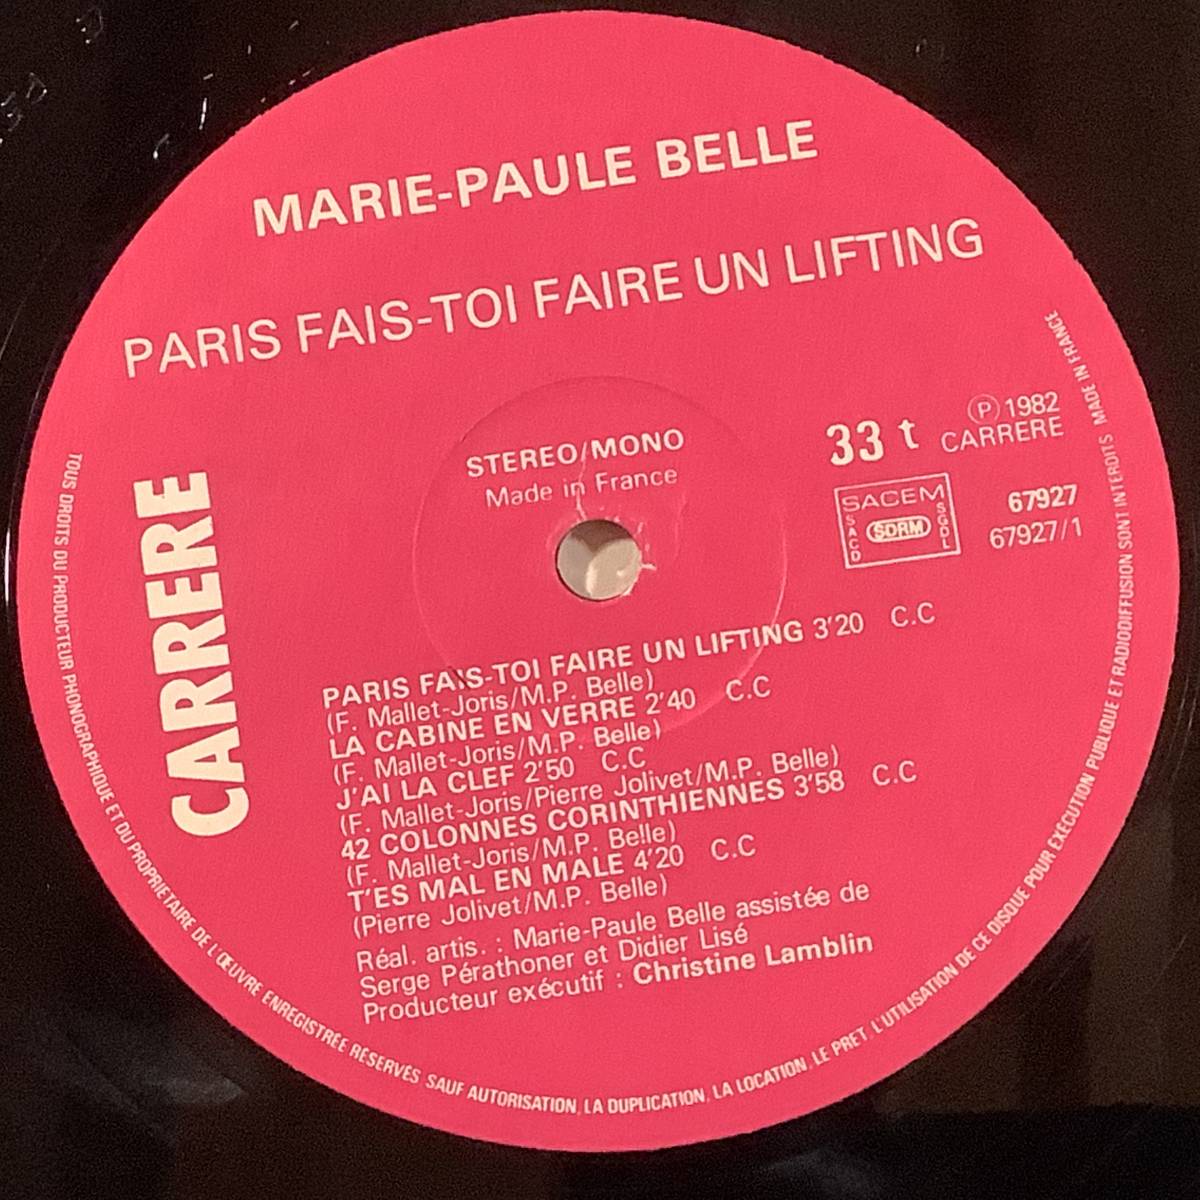 MARIE-PAULE BELLE
PARIS FAIS-TOI FAIRE UN LIFTING
CARRERE
STEREO/MONO
Made in France
33 t
Ⓟ 1982
CARRERE
SACEM
SACD
SDRM
SGDL
67927
67927/1
PARIS FAIS-TOI FAIRE UN LIFTING 3'20 C.C
(F. Mallet-Joris/M.P. Belle)
LA CABINE EN VERRE 2'40 C.C
(F. Mallet-Joris/M.P. Belle)
J'AI LA CLEF 2'50 C.C
(F. Mallet-Joris/Pierre Jolivet/M.P. Belle)
42 COLONNES CORINTHIENNES 3'58 C.C
(F. Mallet-Joris/M.P. Belle)
T'ES MAL EN MALE 4'20 C.C
(Pierre Jolivet/M.P. Belle)
Réal. artis. : Marie-Paule Belle assistée de
Serge Pérathoner et Didier Lisé
Producteur exécutif : Christine Lamblin
TOUS DROITS DU PRODUCTEUR PHONOGRAPHIQUE ET DU PROPRIETAIRE DE L'ŒUVRE ENREGISTRÉE RÉSERVÉS SAUF AUTORISATION, LA DUPLICATION, LA LOCATION, LE PRET, L'UTILISATION DE CE DISQUE POUR EXÉCUTION PUBLIQUE ET RADIODIFFUSION SONT INTERDITS MADE IN FRANCE